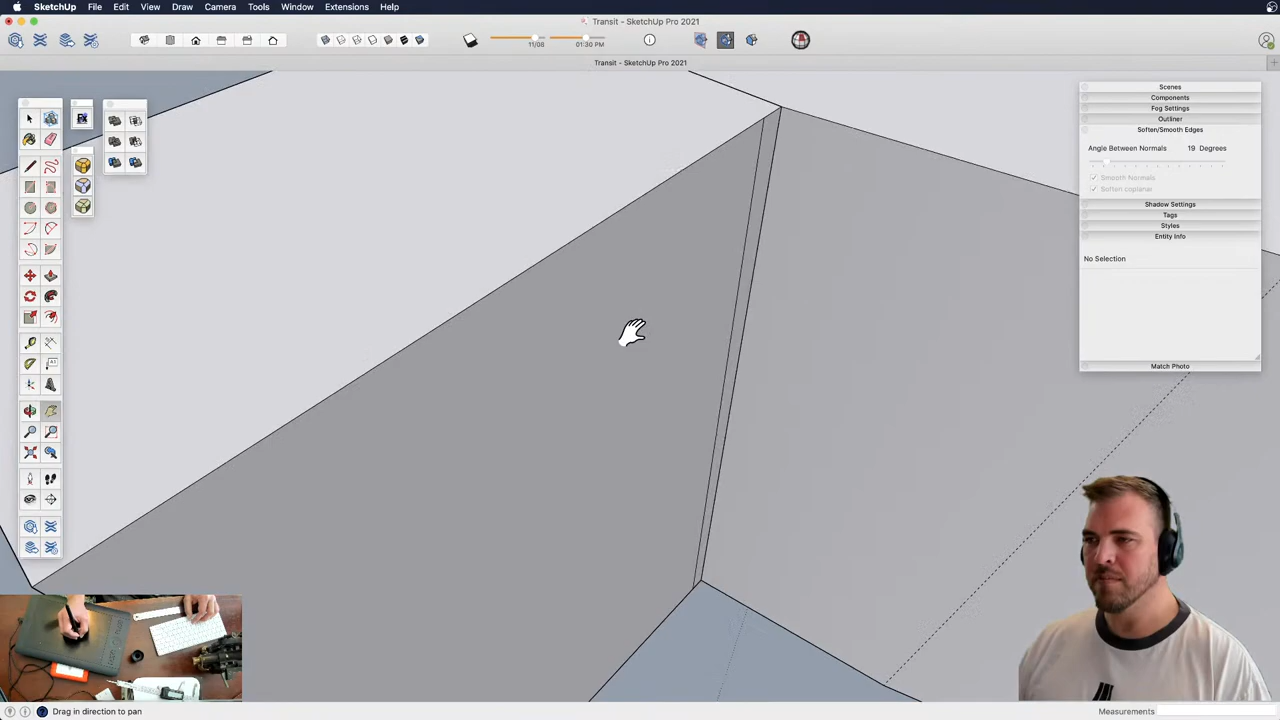 SketchUp File Edit View Draw Camera Tools Window Extensions Help
Transit - SketchUp Pro 2021
11/08 01:30 PM
Transit - SketchUp Pro 2021
Scenes
Components
Fog Settings
Outliner
Soften/Smooth Edges
Angle Between Normals 19 Degrees
Smooth Normals
Soften coplanar
Shadow Settings
Tags
Styles
Entity Info
No Selection
Match Photo
Drag in direction to pan
Measurements